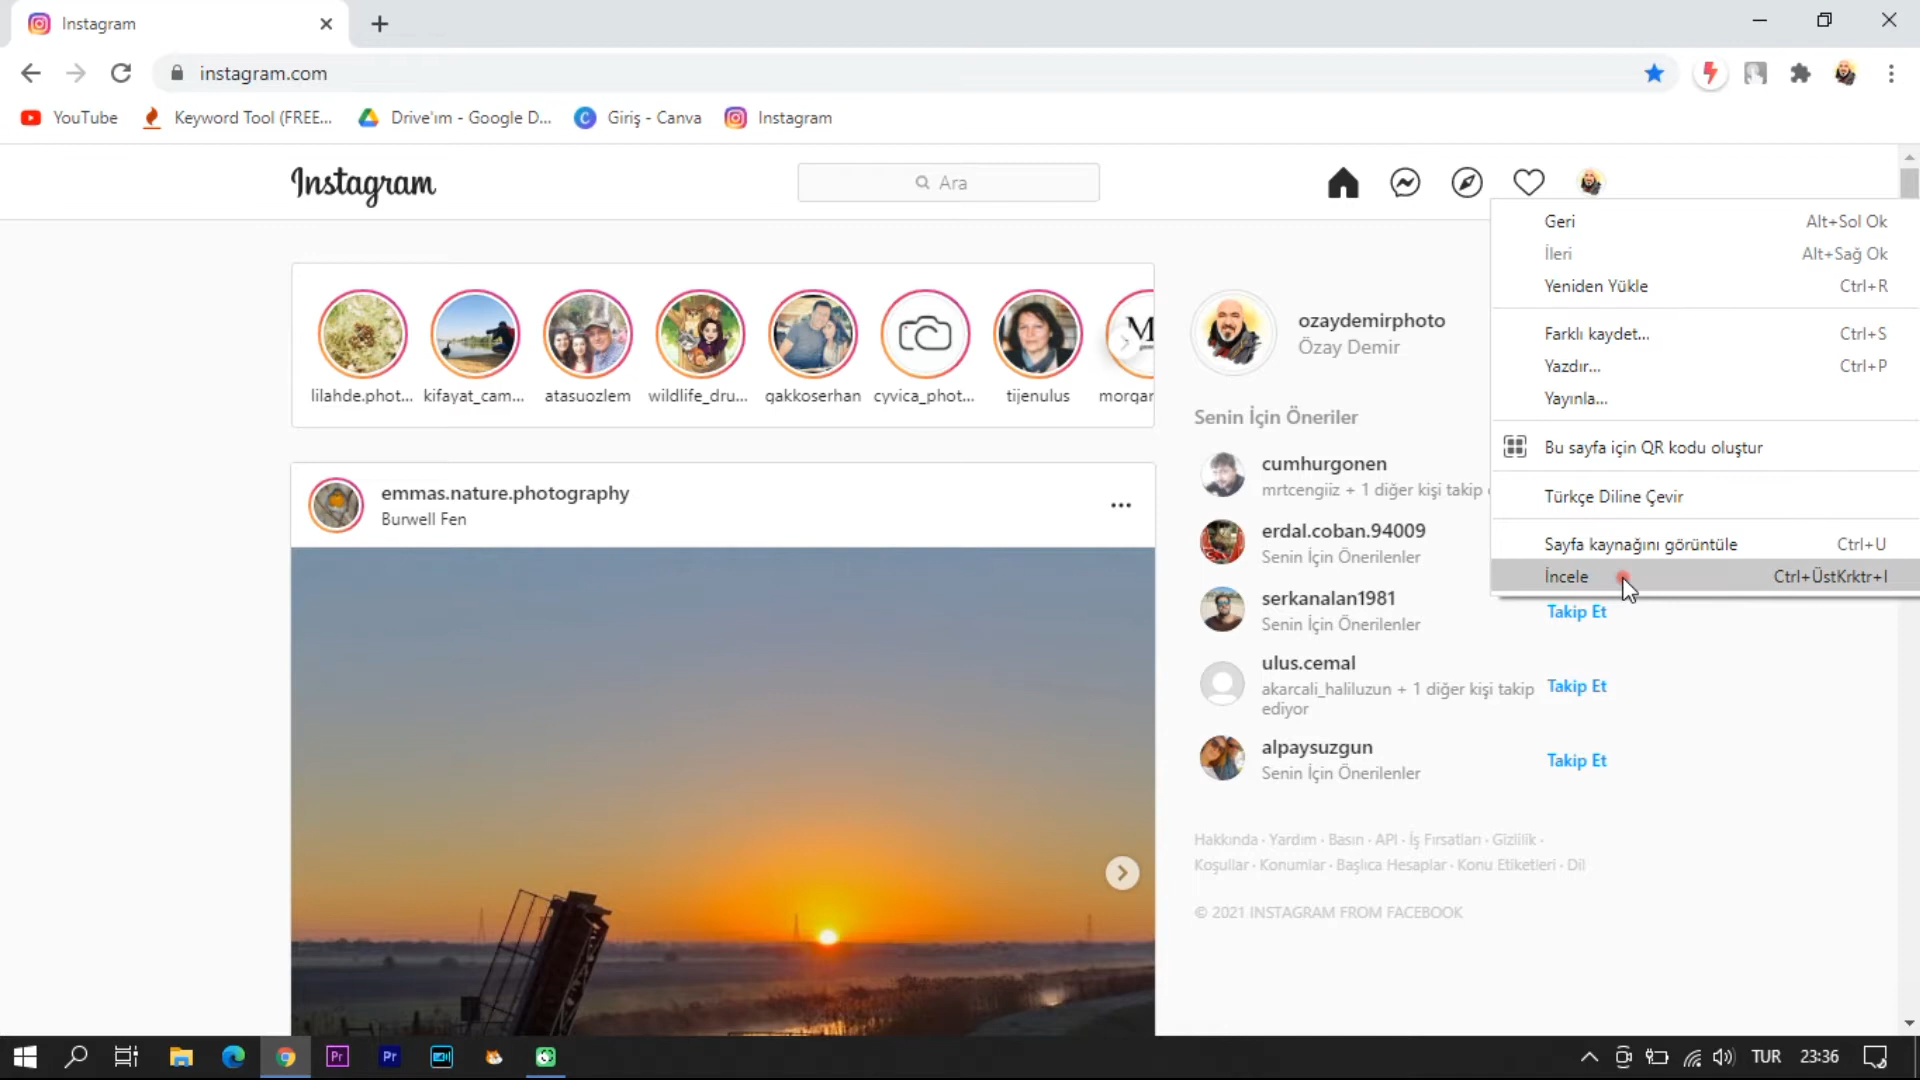 Instagram
instagram.com
YouTube
Keyword Tool (FREE...
Drive'ım - Google D...
Giriş - Canva
Instagram
Instagram
Ara
Geri Alt+Sol Ok
İleri Alt+Sağ Ok
Yeniden Yükle Ctrl+R
Farklı kaydet... Ctrl+S
Yazdır... Ctrl+P
Yayınla...
Bu sayfa için QR kodu oluştur
Türkçe Diline Çevir
Sayfa kaynağını görüntüle Ctrl+U
İncele Ctrl+ÜstKrktr+I
lilahde.phot...
kifayat_cam...
atasuozlem
wildlife_dru...
qakkoserhan
cyvica_phot...
tijenulus
morgar
M
ozaydemirphoto
Özay Demir
Senin İçin Öneriler
cumhurgonen
mrtcengiiz + 1 diğer kişi takip
erdal.coban.94009
Senin İçin Önerilenler
serkanalan1981
Senin İçin Önerilenler
Takip Et
ulus.cemal
akarcali_haliluzun + 1 diğer kişi takip
ediyor
Takip Et
alpaysuzgun
Senin İçin Önerilenler
Takip Et
emmas.nature.photography
Burwell Fen
Hakkında · Yardım · Basın · API · İş Fırsatları · Gizlilik ·
Koşullar · Konumlar · Başlıca Hesaplar · Konu Etiketleri · Dil
© 2021 INSTAGRAM FROM FACEBOOK
Pr
Pr
TUR
23:36